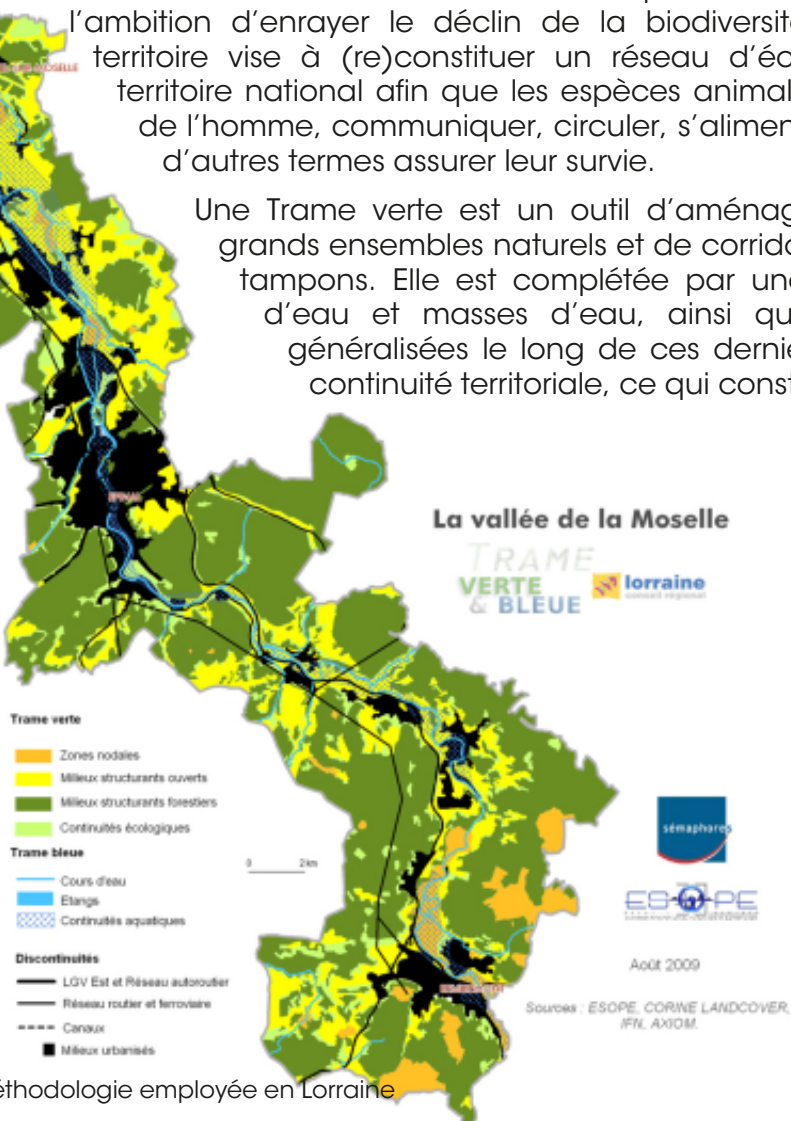 l'ambition d'enrayer le déclin de la biodiversité
territoire vise à (re)constituer un réseau d'éc
territoire national afin que les espèces animal
de l'homme, communiquer, circuler, s'alimen
d'autres termes assurer leur survie.
Une Trame verte est un outil d'aménag
grands ensembles naturels et de corrido
tampons. Elle est complétée par une
d'eau et masses d'eau, ainsi qu
généralisées le long de ces dernie
continuité territoriale, ce qui const
MOSELLE
EPINAL
La vallée de la Moselle
TRAME
VERTE
& BLEUE
lorraine
conseil régional
Trame verte
Zones nodales
Milieux structurants ouverts
Milieux structurants forestiers
Continuités écologiques
Trame bleue
Cours d'eau
Etangs
Continuités aquatiques
0 2km
Discontinuités
LGV Est et Réseau autoroutier
Réseau routier et ferroviaire
Canaux
Milieux urbanisés
sémaphores
ESOPE
Août 2009
Sources : ESOPE, CORINE LANDCOVER,
IFN, AXIOM.
éthodologie employée en Lorraine